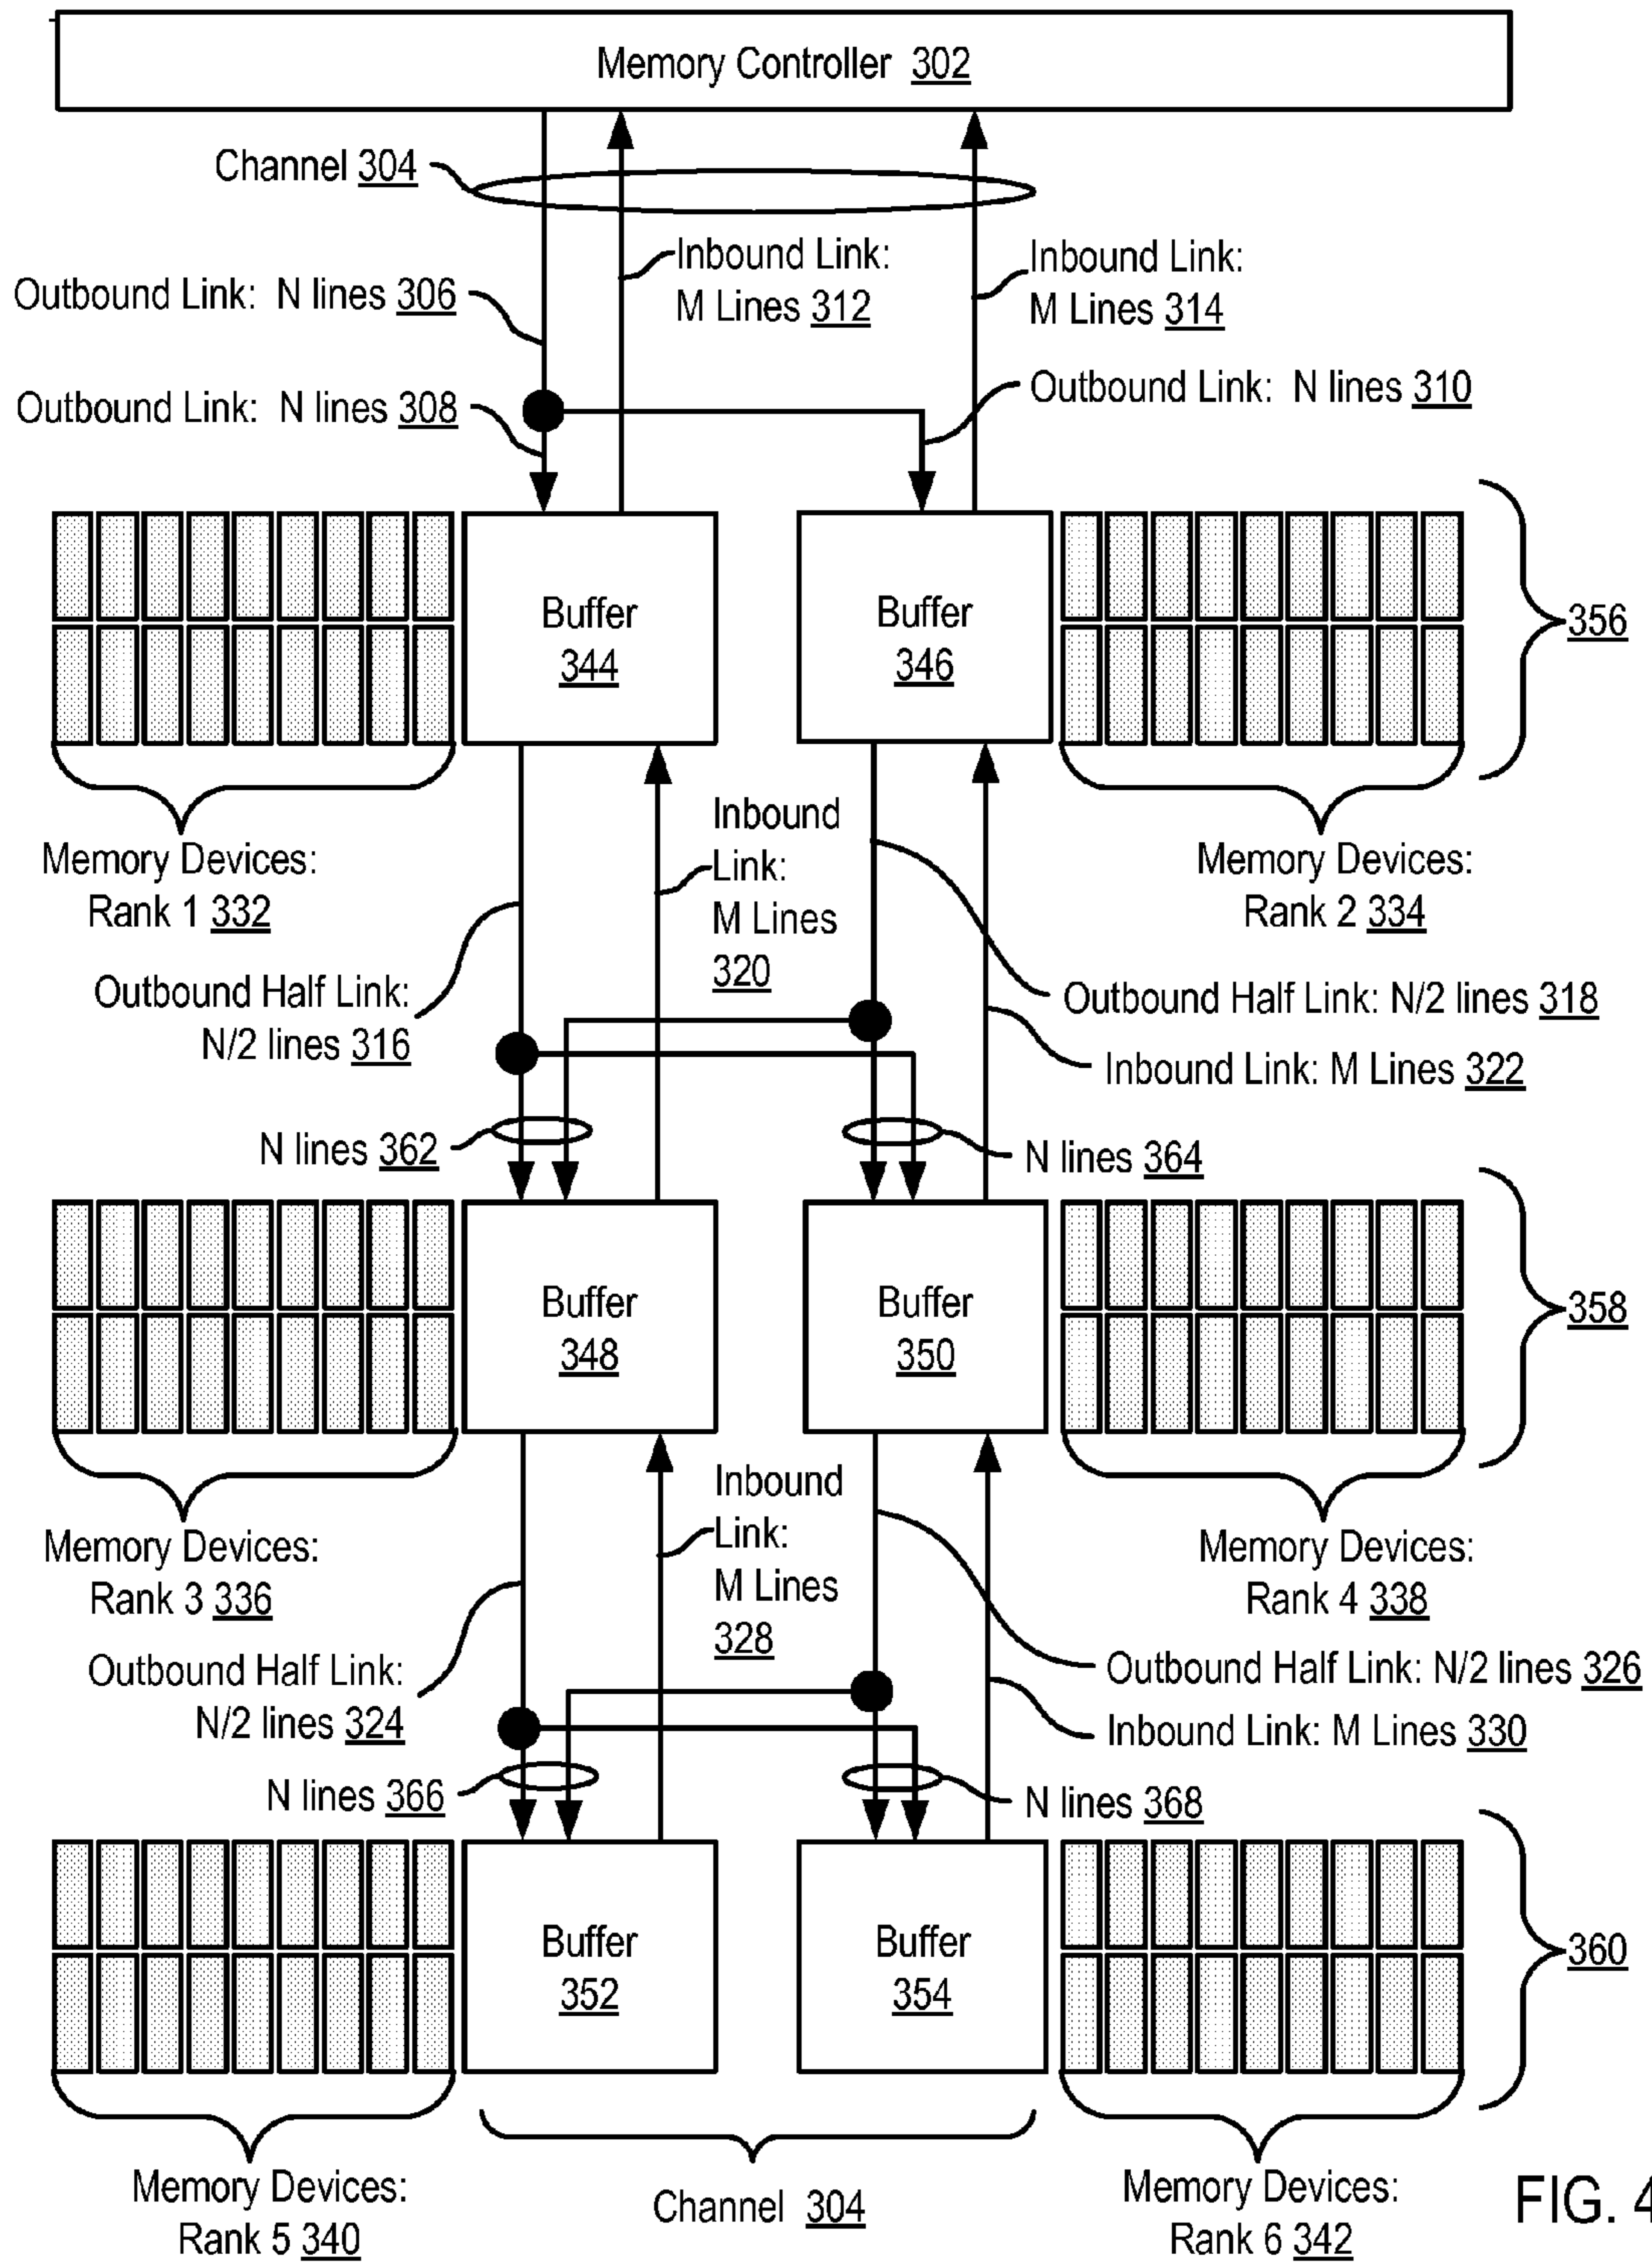 Memory Controller 302
Channel 304
Inbound Link:
M Lines 312
Inbound Link:
M Lines 314
Outbound Link: N lines 306
Outbound Link: N lines 308
Outbound Link: N lines 310
Buffer
344
Buffer
346
356
Memory Devices:
Rank 1 332
Inbound
Link:
M Lines
320
Memory Devices:
Rank 2 334
Outbound Half Link:
N/2 lines 316
Outbound Half Link: N/2 lines 318
Inbound Link: M Lines 322
N lines 362
N lines 364
Buffer
348
Buffer
350
358
Memory Devices:
Rank 3 336
Inbound
Link:
M Lines
328
Memory Devices:
Rank 4 338
Outbound Half Link:
N/2 lines 324
Outbound Half Link: N/2 lines 326
Inbound Link: M Lines 330
N lines 366
N lines 368
Buffer
352
Buffer
354
360
Memory Devices:
Rank 5 340
Channel 304
Memory Devices:
Rank 6 342
FIG. 4